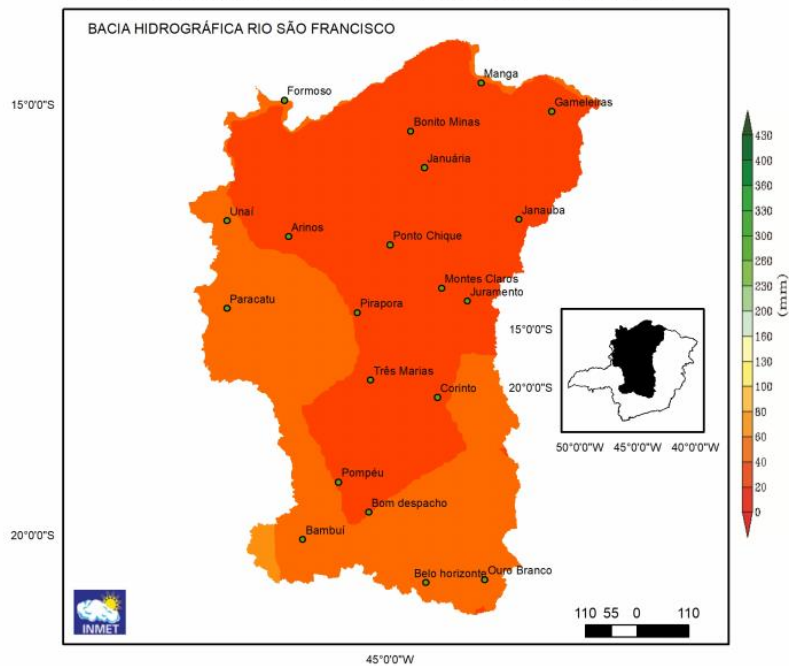 BACIA HIDROGRÁFICA RIO SÃO FRANCISCO
Manga
Formoso
15°0'0"S
Gameleiras
Bonito Minas
Januária
Unaí
Janauba
Arinos
Ponto Chique
Montes Claros
Juramento
Paracatu
Pirapora
Três Marias
Corinto
Pompéu
Bom despacho
20°0'0"S
Bambuí
Belo horizonte
Ouro Branco
INMET
110 55 0 110
45°0'0"W
15°0'0"S
20°0'0"S
50°0'0"W 45°0'0"W 40°0'0"W
430
400
360
330
300
260
200
160
130
100
80
60
40
20
0
(mm)